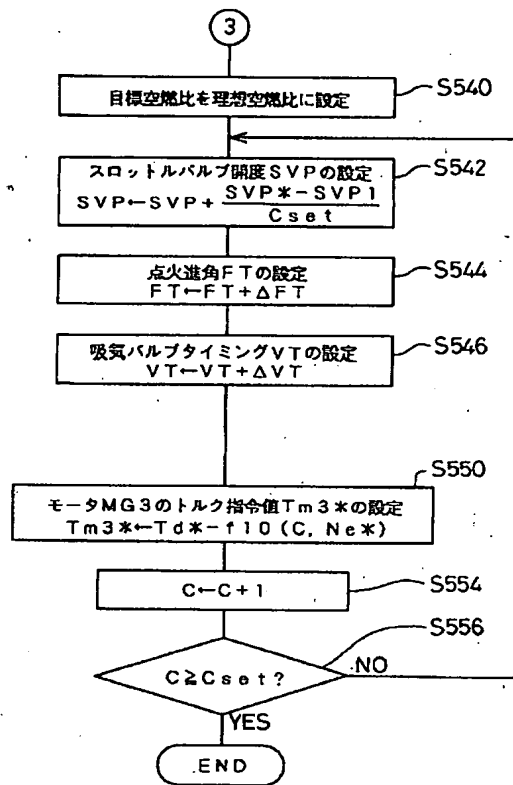 3
目標空燃比を理想空燃比に設定
S540
スロットルバルブ開度SVPの設定
SVP←SVP+(SVP*-SVP1)/Cset
S542
点火進角FTの設定
FT←FT+ΔFT
S544
吸気バルブタイミングVTの設定
VT←VT+ΔVT
S546
S550
モータMG3のトルク指令値Tm3*の設定
Tm3*←Td*-f10(C, Ne*)
C←C+1
S554
S556
C≧Cset?
NO
YES
END